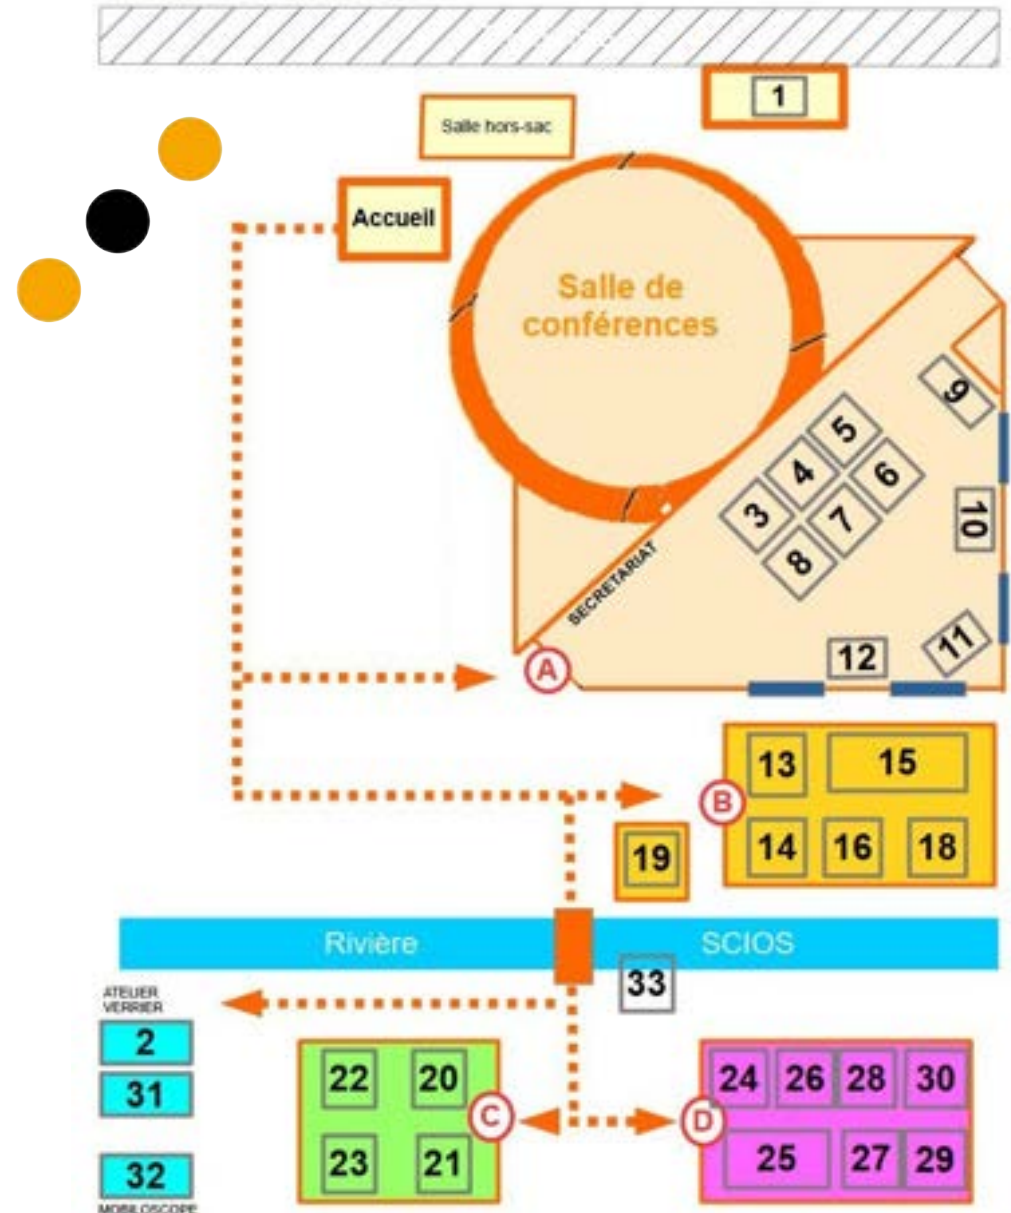 1
Salle hors-sac
Accueil
Salle de
conférences
9
5
4
6
3
7
10
8
SECRETARIAT
11
12
A
13
15
B
14
16
18
19
Rivière
SCIOS
33
ATELIER
VERRIER
2
31
32
MOBILOSCOPE
22
20
C
23
21
24
26
28
30
D
25
27
29